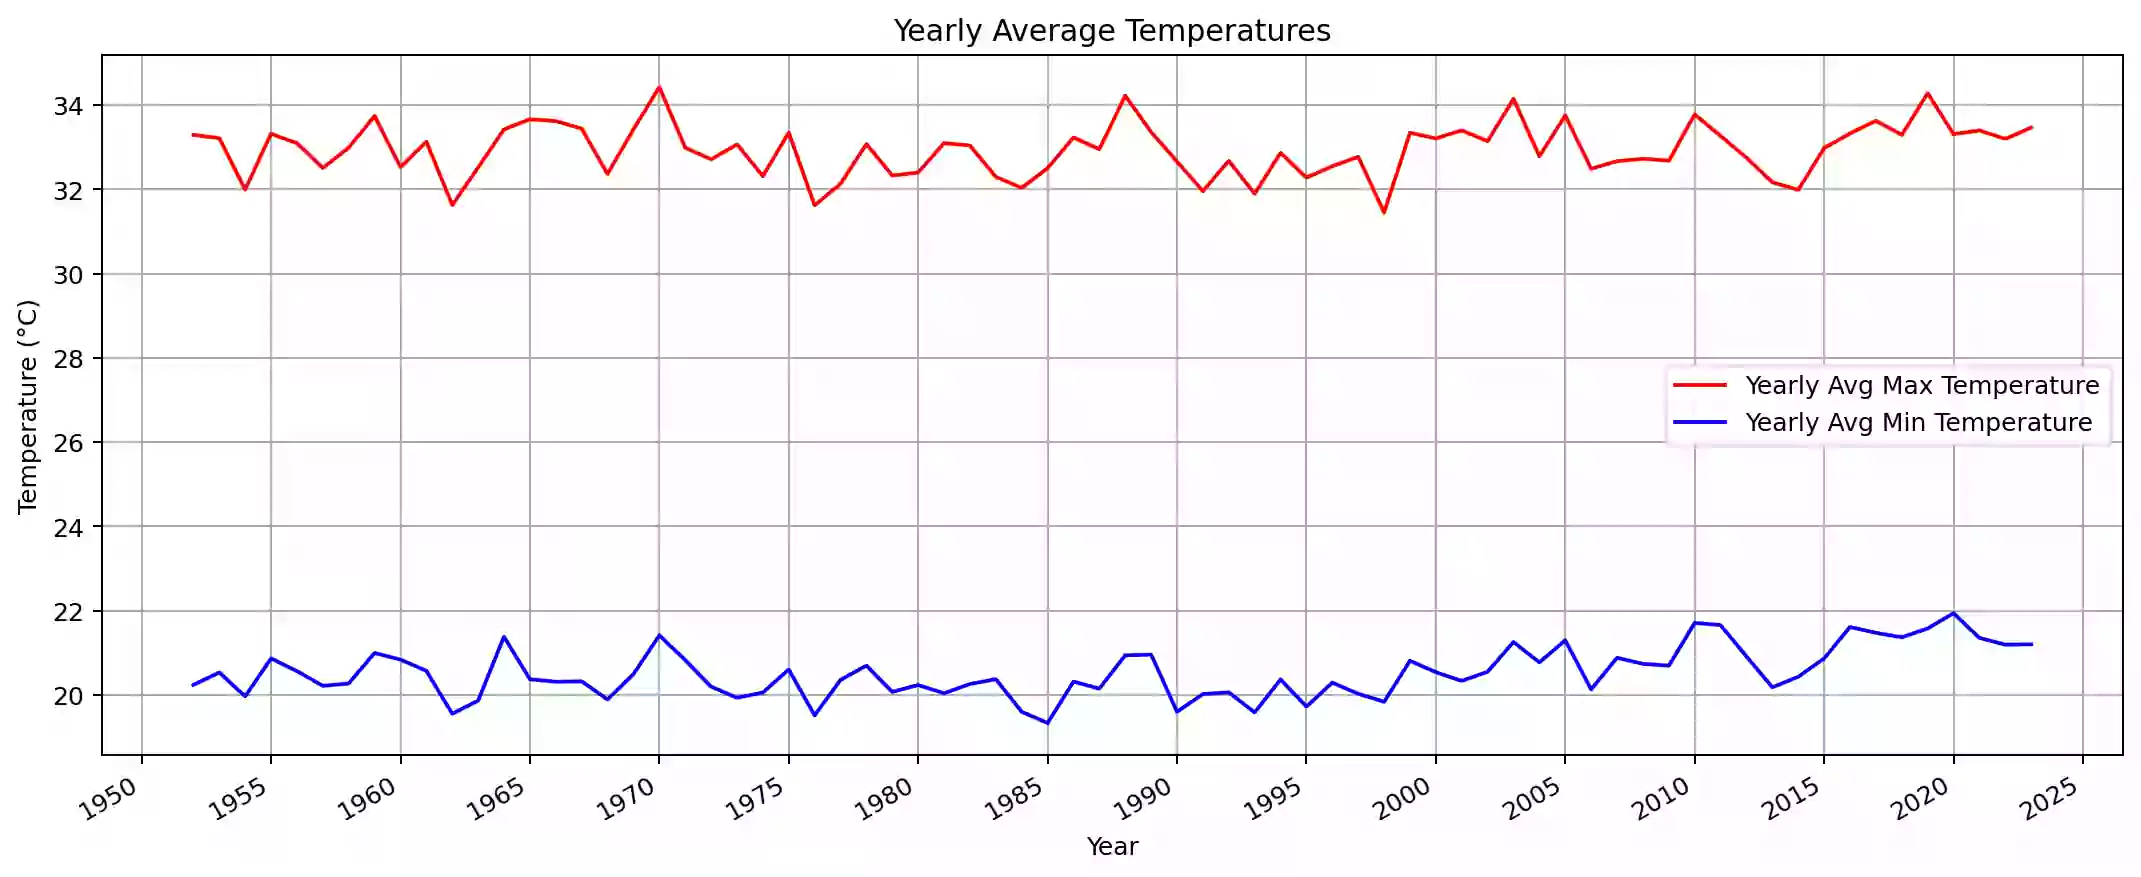 Yearly Average Temperatures
Temperature (°C)
34
32
30
28
26
24
22
20
Yearly Avg Max Temperature
Yearly Avg Min Temperature
1950 1955 1960 1965 1970 1975 1980 1985 1990 1995 2000 2005 2010 2015 2020 2025
Year